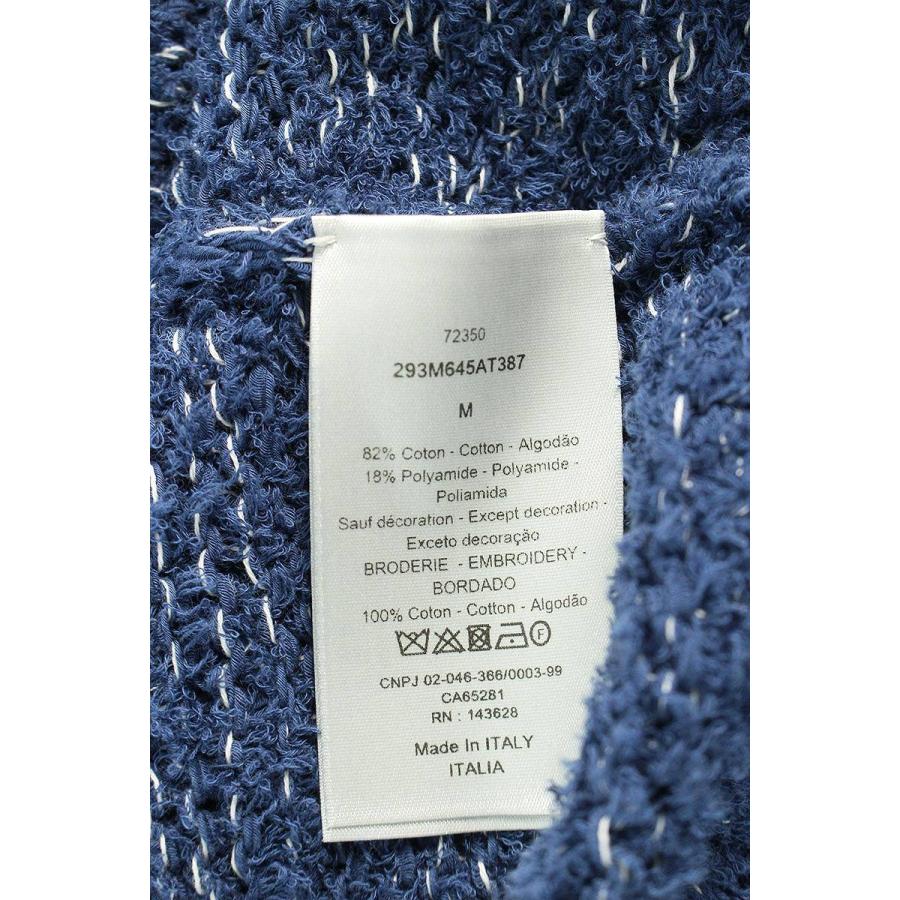 72350
293M645AT387
M
82% Coton - Cotton - Algodão
18% Polyamide - Polyamide -
Poliamida
Sauf décoration - Except decoration -
Exceto decoração
BRODERIE - EMBROIDERY -
BORDADO
100% Coton - Cotton - Algodão
F
CNPJ 02-046-366/0003-99
CA65281
RN : 143628
Made In ITALY
ITALIA